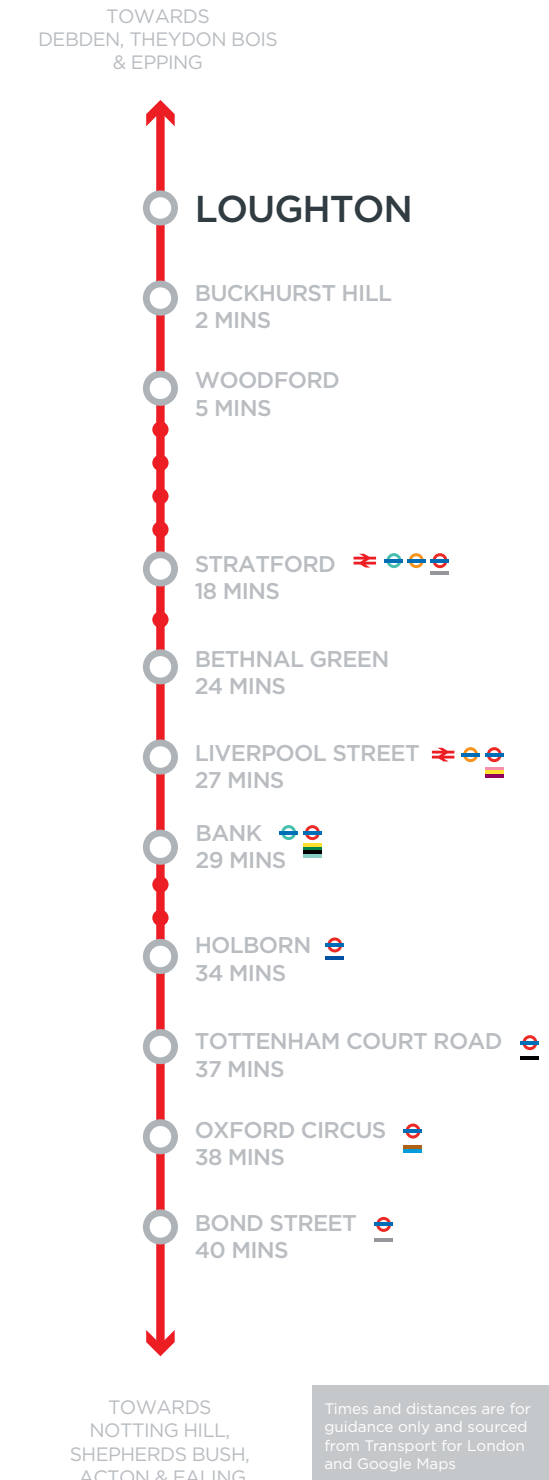 TOWARDS
DEBDEN, THEYDON BOIS
& EPPING
LOUGHTON
BUCKHURST HILL
2 MINS
WOODFORD
5 MINS
STRATFORD
18 MINS
BETHNAL GREEN
24 MINS
LIVERPOOL STREET
27 MINS
BANK
29 MINS
HOLBORN
34 MINS
TOTTENHAM COURT ROAD
37 MINS
OXFORD CIRCUS
38 MINS
BOND STREET
40 MINS
TOWARDS
NOTTING HILL,
SHEPHERDS BUSH,
ACTON & EALING
Times and distances are for
guidance only and sourced
from Transport for London
and Google Maps